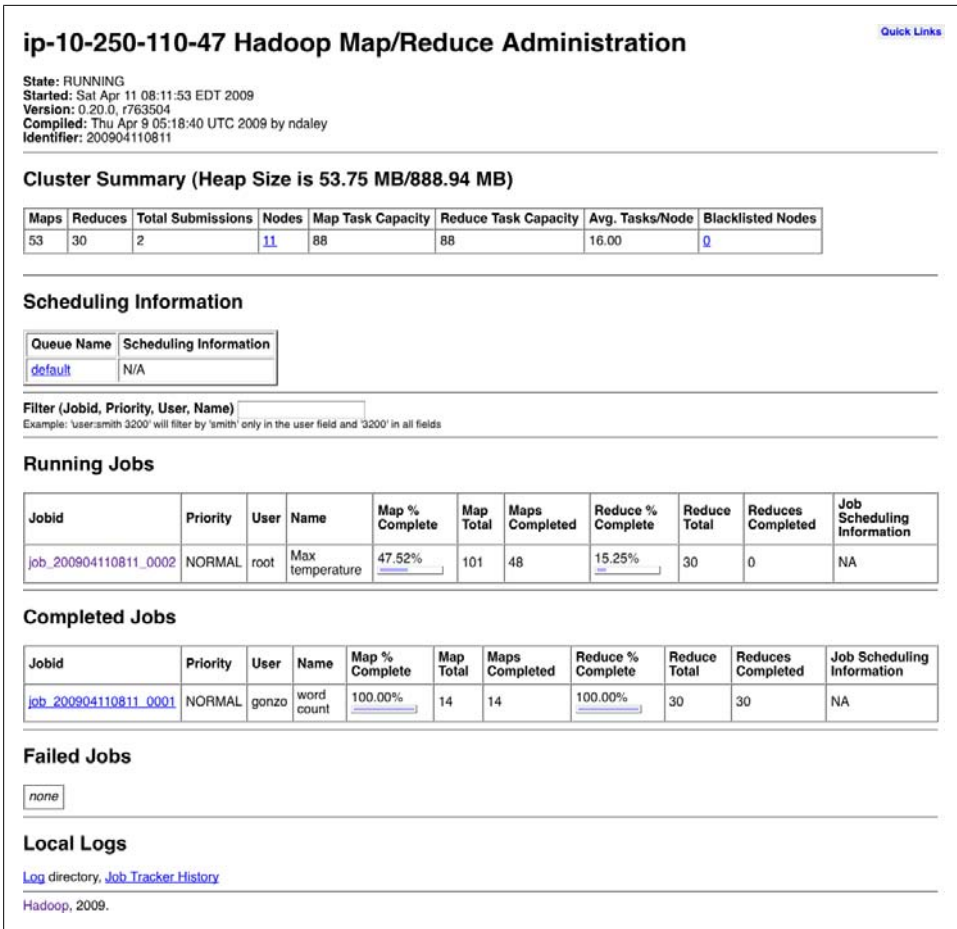 ip-10-250-110-47 Hadoop Map/Reduce Administration
Quick Links
State: RUNNING
Started: Sat Apr 11 08:11:53 EDT 2009
Version: 0.20.0, r763504
Compiled: Thu Apr 9 05:18:40 UTC 2009 by ndaley
Identifier: 200904110811
Cluster Summary (Heap Size is 53.75 MB/888.94 MB)
Maps Reduces Total Submissions Nodes Map Task Capacity Reduce Task Capacity Avg. Tasks/Node Blacklisted Nodes
53 30 2 11 88 88 16.00 0
Scheduling Information
Queue Name Scheduling Information
default N/A
Filter (Jobid, Priority, User, Name)
Example: 'user:smith 3200' will filter by 'smith' only in the user field and '3200' in all fields
Running Jobs
Jobid Priority User Name Map % Complete Map Total Maps Completed Reduce % Complete Reduce Total Reduces Completed Job Scheduling Information
job_200904110811_0002 NORMAL root Max temperature 47.52% 101 48 15.25% 30 0 NA
Completed Jobs
Jobid Priority User Name Map % Complete Map Total Maps Completed Reduce % Complete Reduce Total Reduces Completed Job Scheduling Information
job_200904110811_0001 NORMAL gonzo word count 100.00% 14 14 100.00% 30 30 NA
Failed Jobs
none
Local Logs
Log directory, Job Tracker History
Hadoop, 2009.